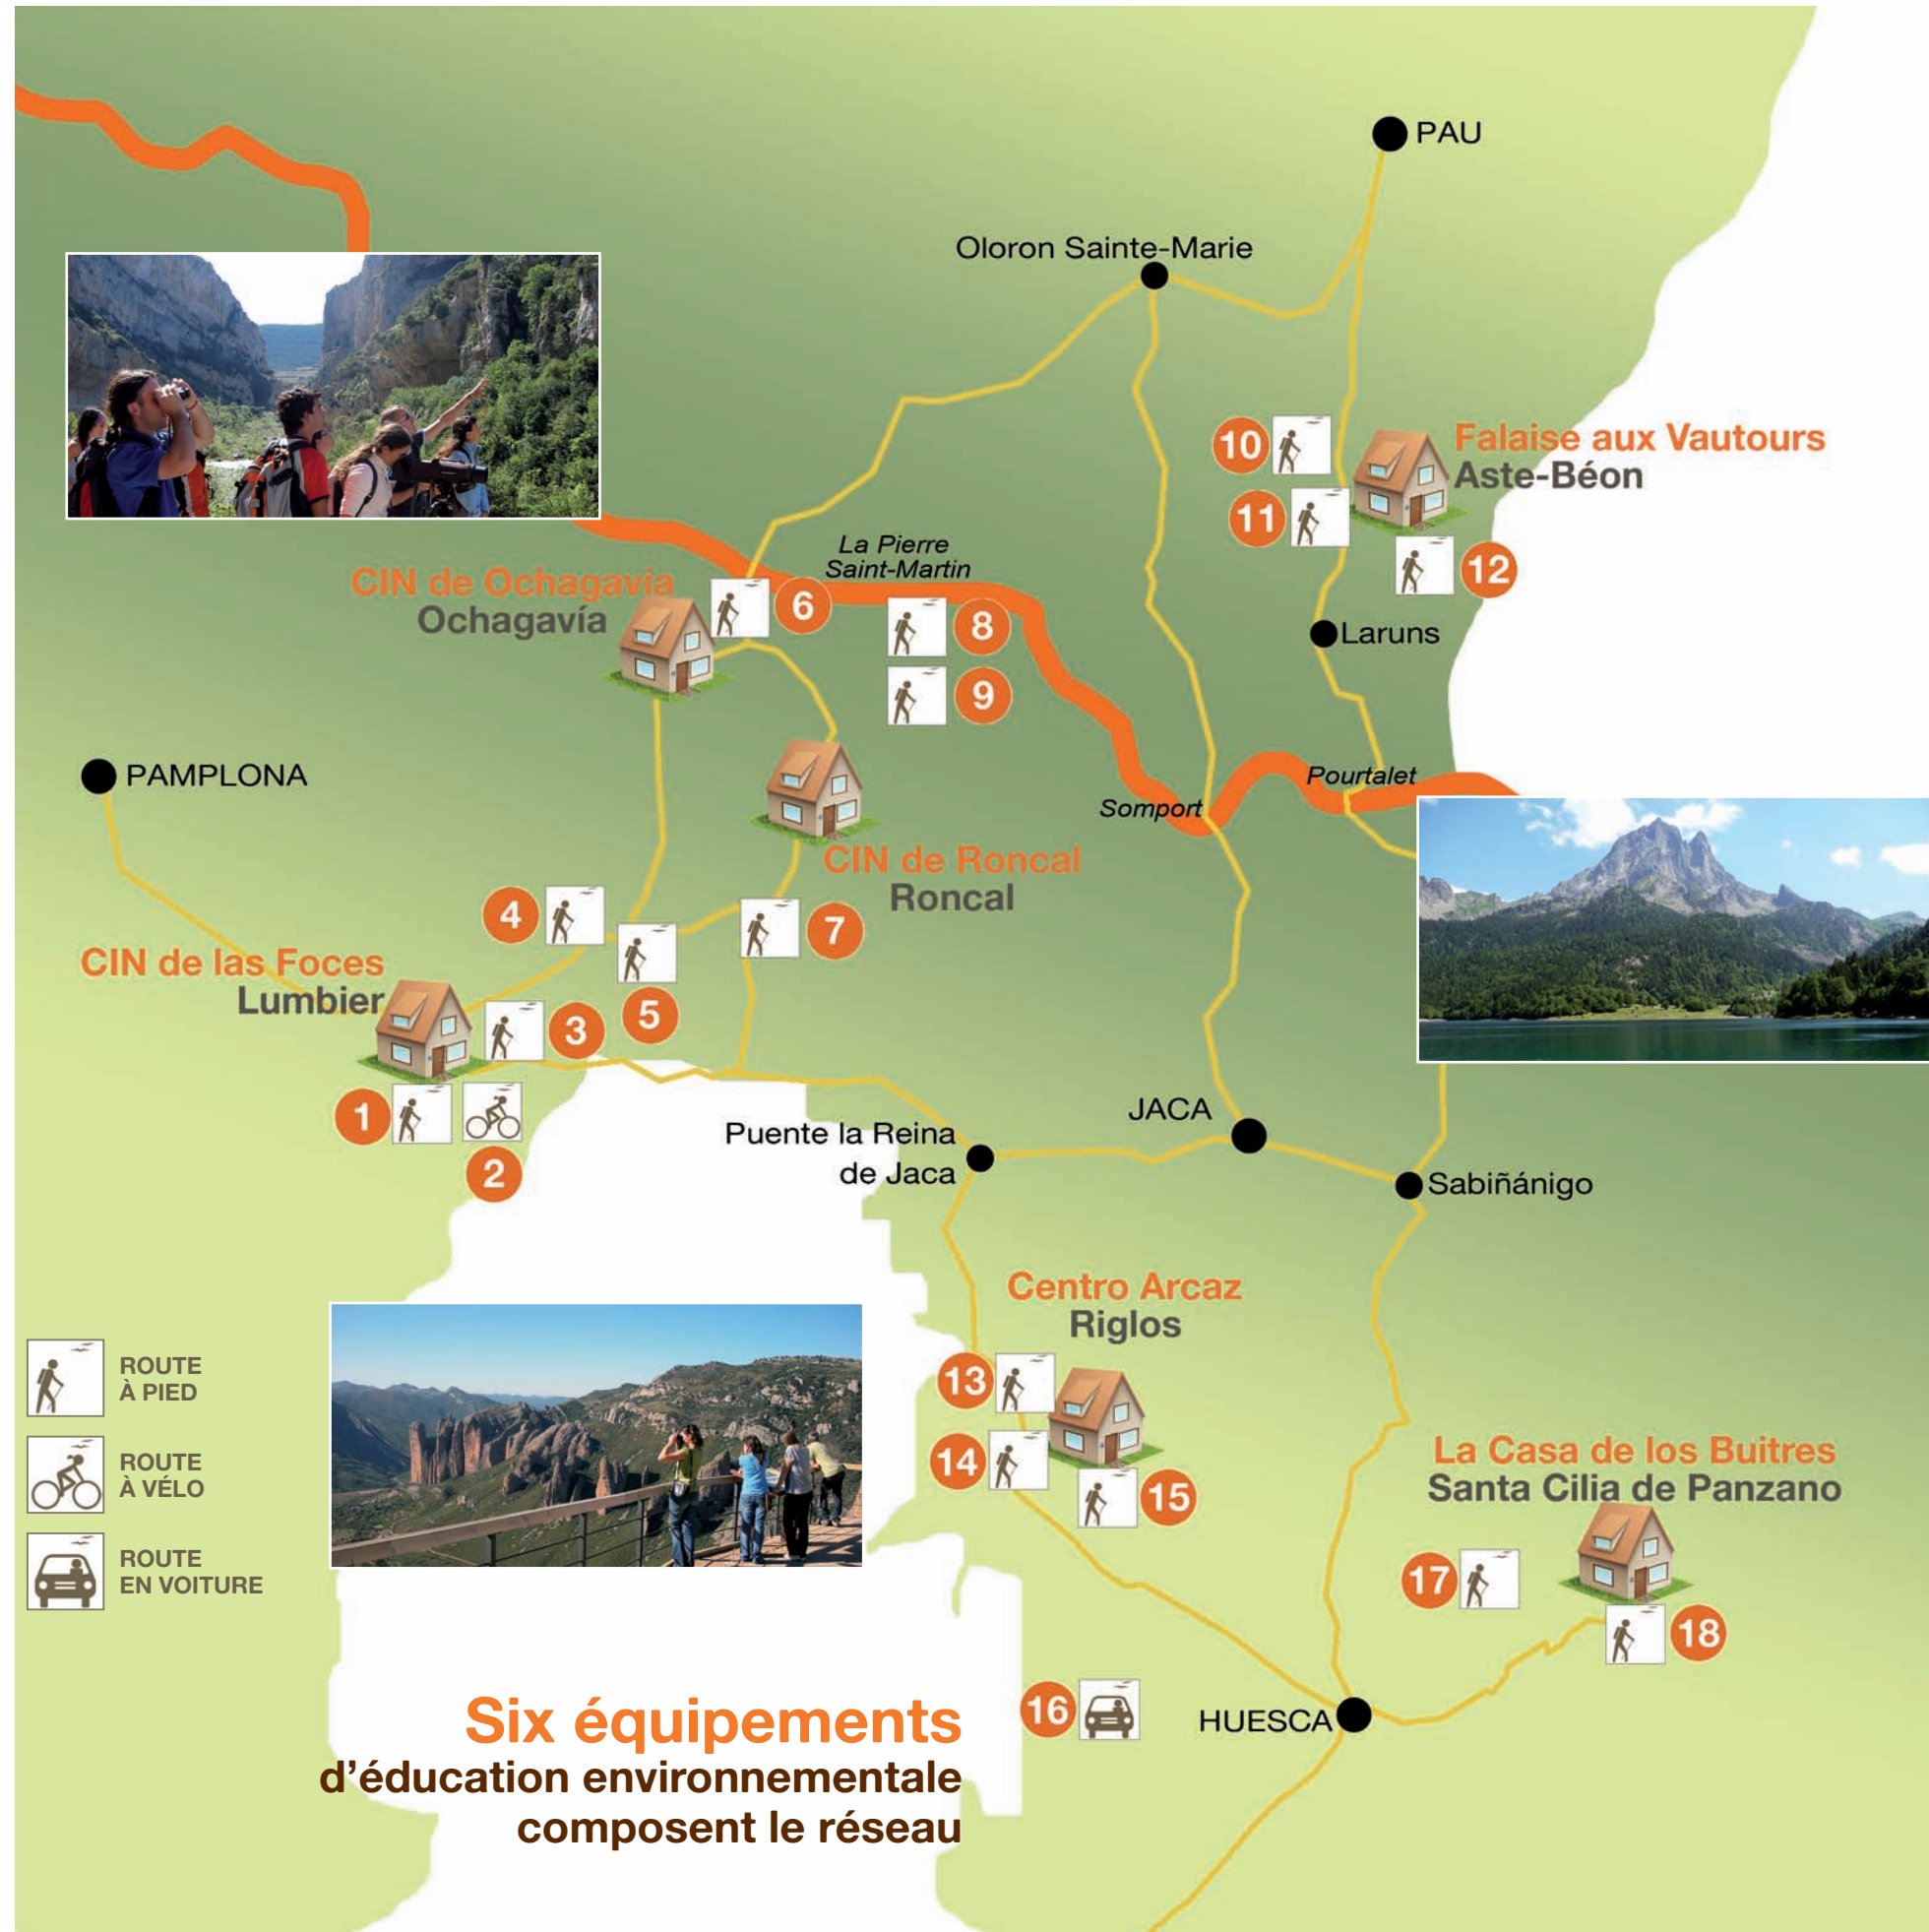 PAU
Oloron Sainte-Marie
10
Falaise aux Vautours
Aste-Béon
11
12
La Pierre
Saint-Martin
CIN de Ochagavía
Ochagavía
6
8
9
Laruns
PAMPLONA
Pourtalet
Somport
CIN de Roncal
Roncal
4
7
CIN de las Foces
Lumbier
5
3
1
2
JACA
Puente la Reina
de Jaca
Sabiñánigo
Centro Arcaz
Riglos
13
14
15
La Casa de los Buitres
Santa Cilia de Panzano
17
18
ROUTE
À PIED
ROUTE
À VÉLO
ROUTE
EN VOITURE
16
HUESCA
Six équipements
d'éducation environnementale
composent le réseau